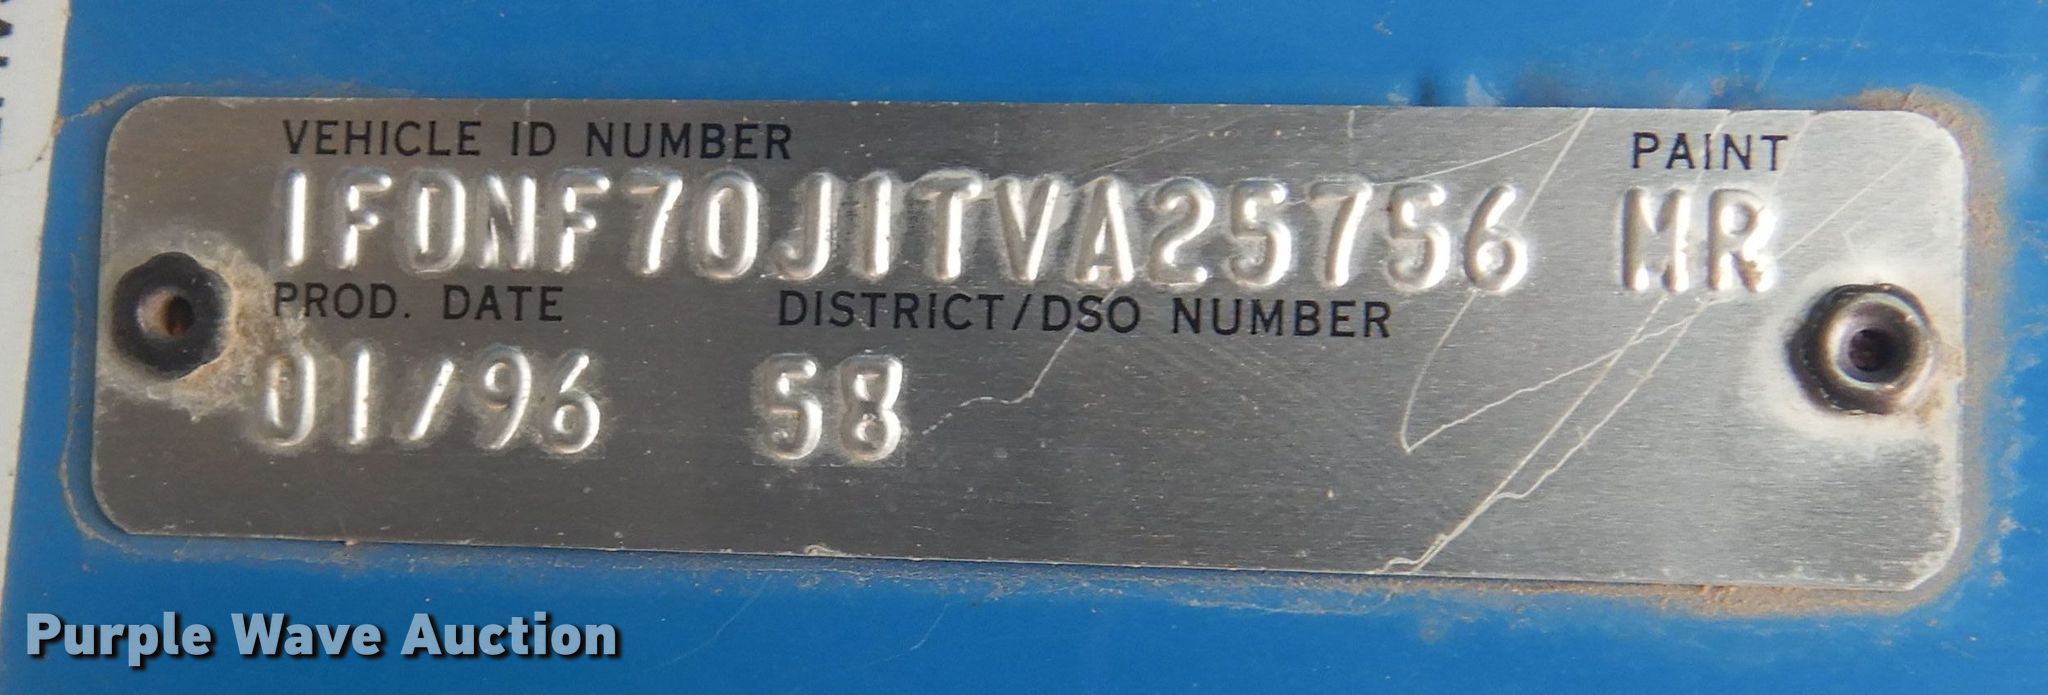 VEHICLE ID NUMBER PAINT
1FDNF70J1TVA25756 MR
PROD. DATE DISTRICT/DSO NUMBER
01/96 58
Purple Wave Auction